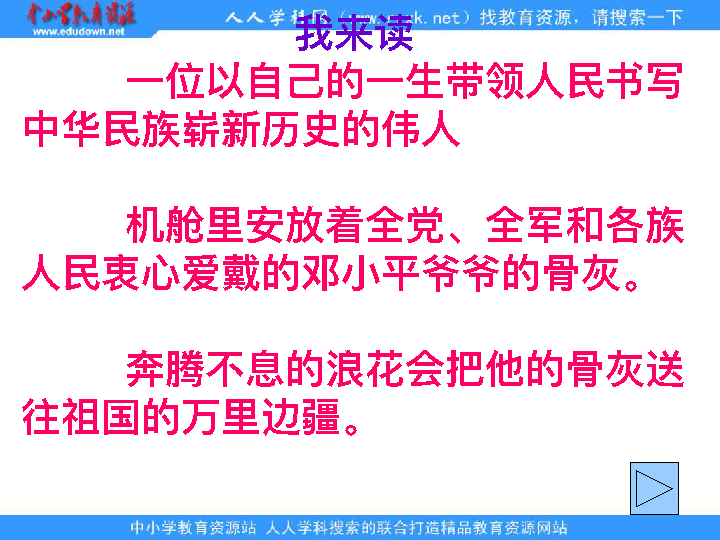 中小学教育资源
www.edudown.net
人人学科网（www.rrxk.net）找教育资源，请搜索一下
我来读
一位以自己的一生带领人民书写
中华民族崭新历史的伟人
机舱里安放着全党、全军和各族
人民衷心爱戴的邓小平爷爷的骨灰。
奔腾不息的浪花会把他的骨灰送
往祖国的万里边疆。
中小学教育资源站 人人学科搜索的联合打造精品教育资源网站